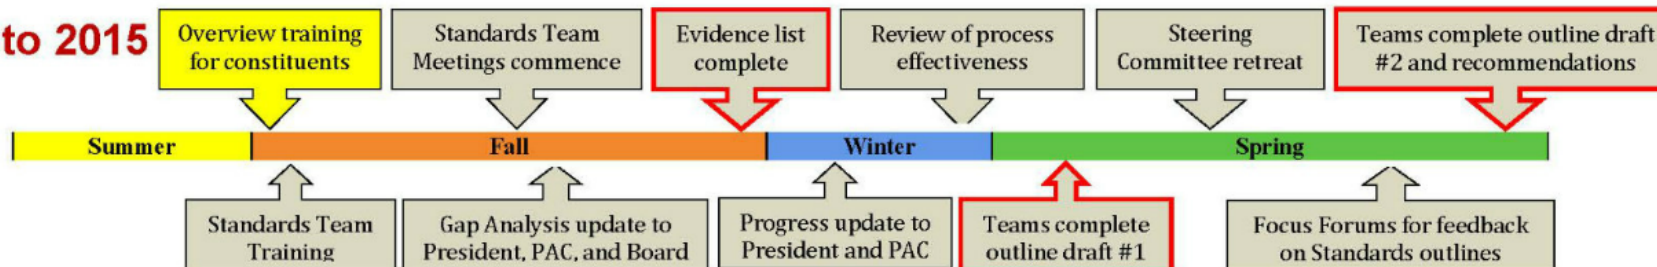 to 2015
Overview training
for constituents
Standards Team
Meetings commence
Evidence list
complete
Review of process
effectiveness
Steering
Committee retreat
Teams complete outline draft
#2 and recommendations
Summer
Fall
Winter
Spring
Standards Team
Training
Gap Analysis update to
President, PAC, and Board
Progress update to
President and PAC
Teams complete
outline draft #1
Focus Forums for feedback
on Standards outlines